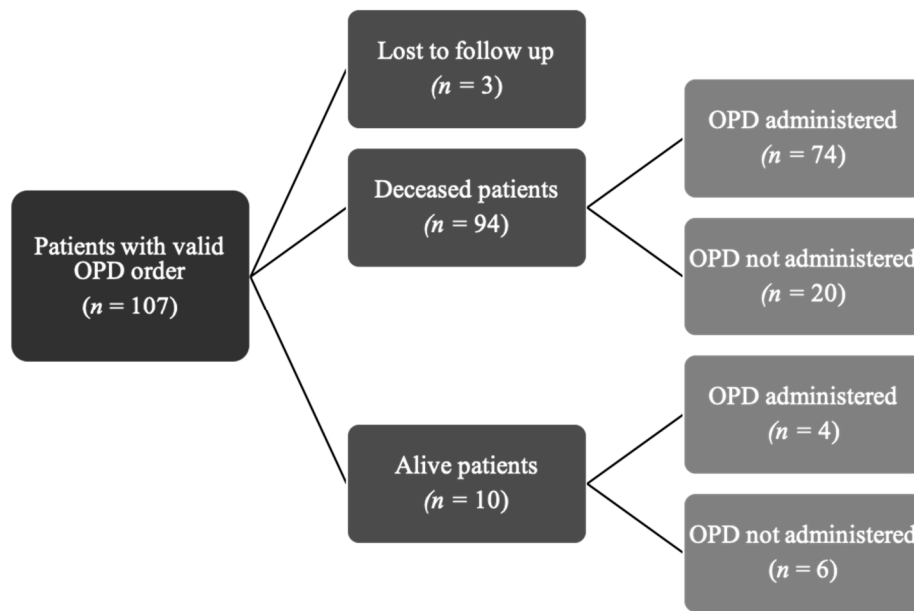 Lost to follow up
(n = 3)
OPD administered
(n = 74)
Deceased patients
(n = 94)
Patients with valid
OPD order
(n = 107)
OPD not administered
(n = 20)
OPD administered
(n = 4)
Alive patients
(n = 10)
OPD not administered
(n = 6)